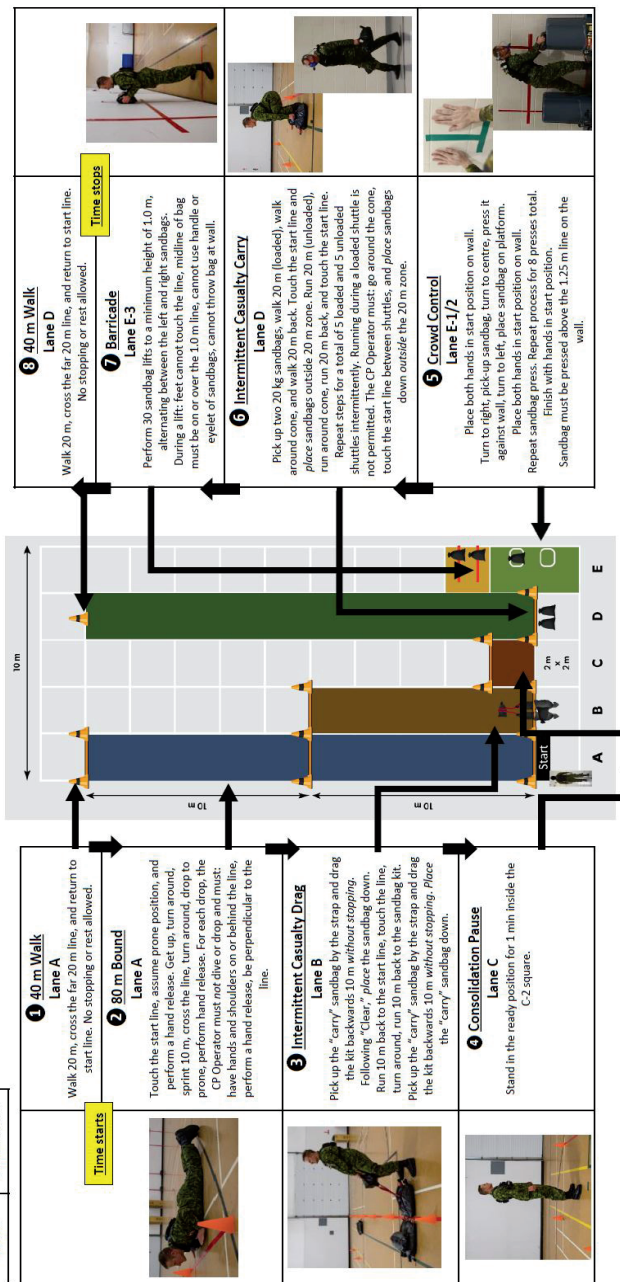 1 40 m Walk
Lane A
Walk 20 m, cross the far 20 m line, and return to
start line. No stopping or rest allowed.
Time starts
2 80 m Bound
Lane A
Touch the start line, assume prone position, and
perform a hand release. Get up, turn around,
sprint 10 m, cross the line, turn around, drop to
prone, perform hand release. For each drop, the
CP Operator must not dive or drop and must:
have hands and shoulders on or behind the line,
perform a hand release, be perpendicular to the
line.
3 Intermittent Casualty Drag
Lane B
Pick up the “carry” sandbag by the strap and drag
the kit backwards 10 m without stopping.
Following “Clear,” place the sandbag down.
Run 10 m back to the start line, touch the line,
turn around, run 10 m back to the sandbag kit.
Pick up the “carry” sandbag by the strap and drag
the kit backwards 10 m without stopping. Place
the “carry” sandbag down.
4 Consolidation Pause
Lane C
Stand in the ready position for 1 min inside the
C-2 square.
10 m
10 m
10 m
Start
2 m
x
2 m
A
B
C
D
E
8 40 m Walk
Lane D
Walk 20 m, cross the far 20 m line, and return to start line.
No stopping or rest allowed.
Time stops
7 Barricade
Lane E-3
Perform 30 sandbag lifts to a minimum height of 1.0 m,
alternating between the left and right sandbags.
During a lift: feet cannot touch the line, midline of bag
must be on or over the 1.0 m line, cannot use handle or
eyelet of sandbags, cannot throw bag at wall.
6 Intermittent Casualty Carry
Lane D
Pick up two 20 kg sandbags, walk 20 m (loaded), walk
around cone, and walk 20 m back. Touch the start line and
place sandbags outside 20 m zone. Run 20 m (unloaded),
run around cone, run 20 m back, and touch the start line.
Repeat steps for a total of 5 loaded and 5 unloaded
shuttles intermittently. Running during a loaded shuttle is
not permitted. The CP Operator must: go around the cone,
touch the start line between shuttles, and place sandbags
down outside the 20 m zone.
5 Crowd Control
Lane E-1/2
Place both hands in start position on wall.
Turn to right, pick-up sandbag, turn to centre, press it
against wall, turn to left, place sandbag on platform.
Place both hands in start position on wall.
Repeat sandbag press. Repeat process for 8 presses total.
Finish with hands in start position.
Sandbag must be pressed above the 1.25 m line on the
wall.